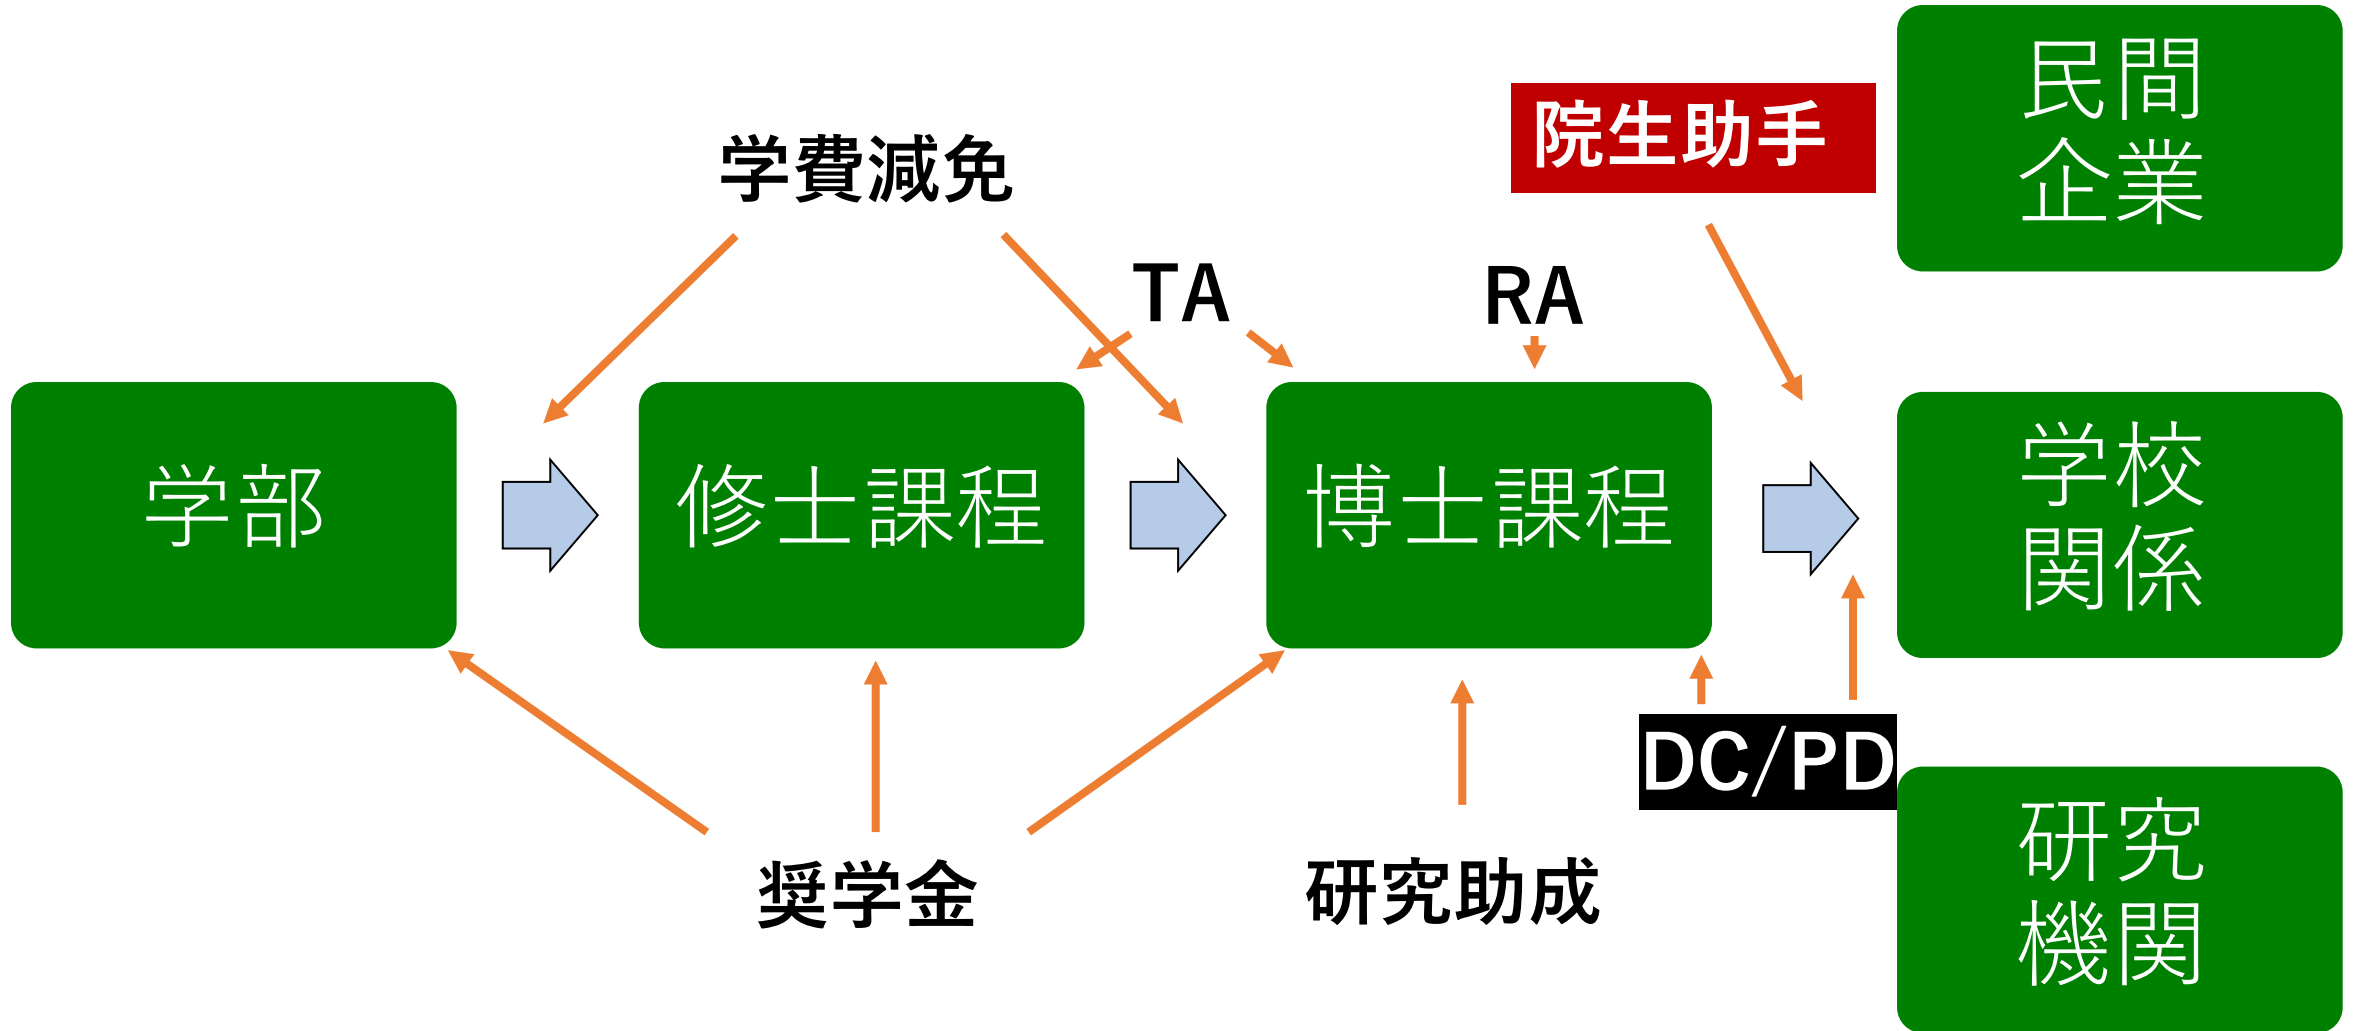 民間
企業
院生助手
学費減免
TA
RA
学部
修士課程
博士課程
学校
関係
DC/PD
奨学金
研究助成
研究
機関